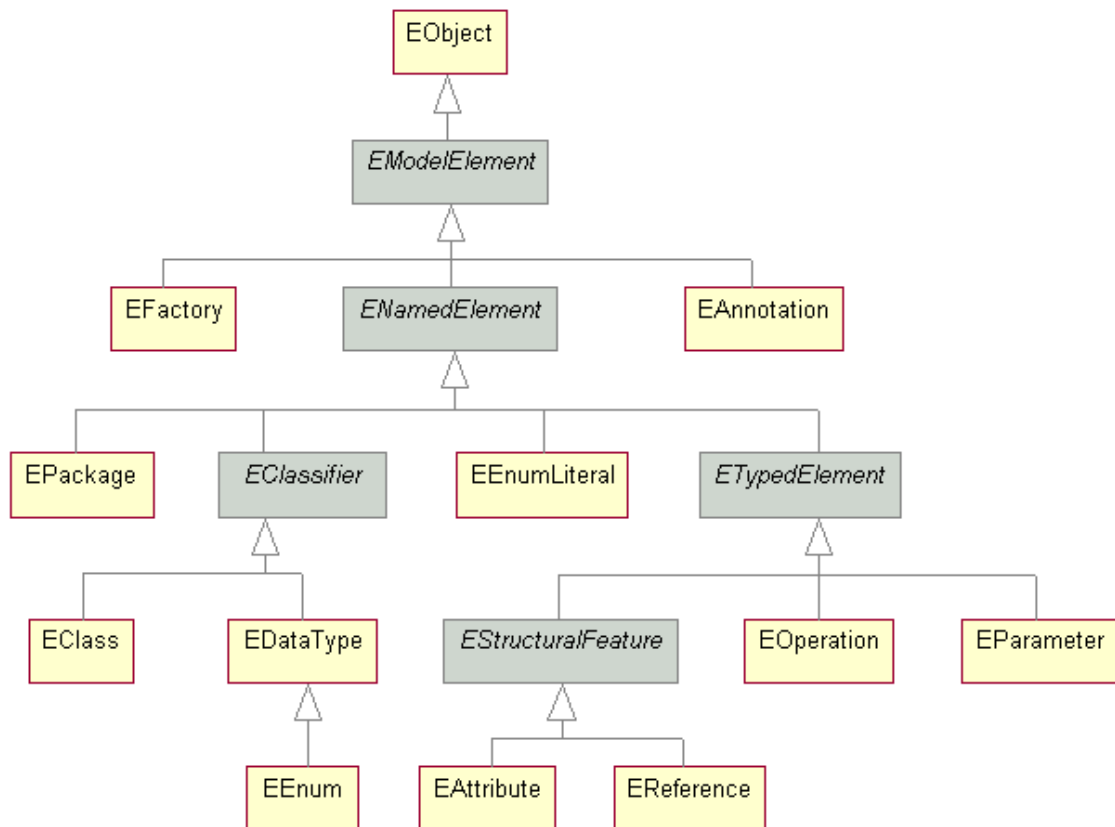 EObject
EModelElement
EFactory
ENamedElement
EAnnotation
EPackage
EClassifier
EEnumLiteral
ETypedElement
EClass
EDataType
EStructuralFeature
EOperation
EParameter
EEnum
EAttribute
EReference